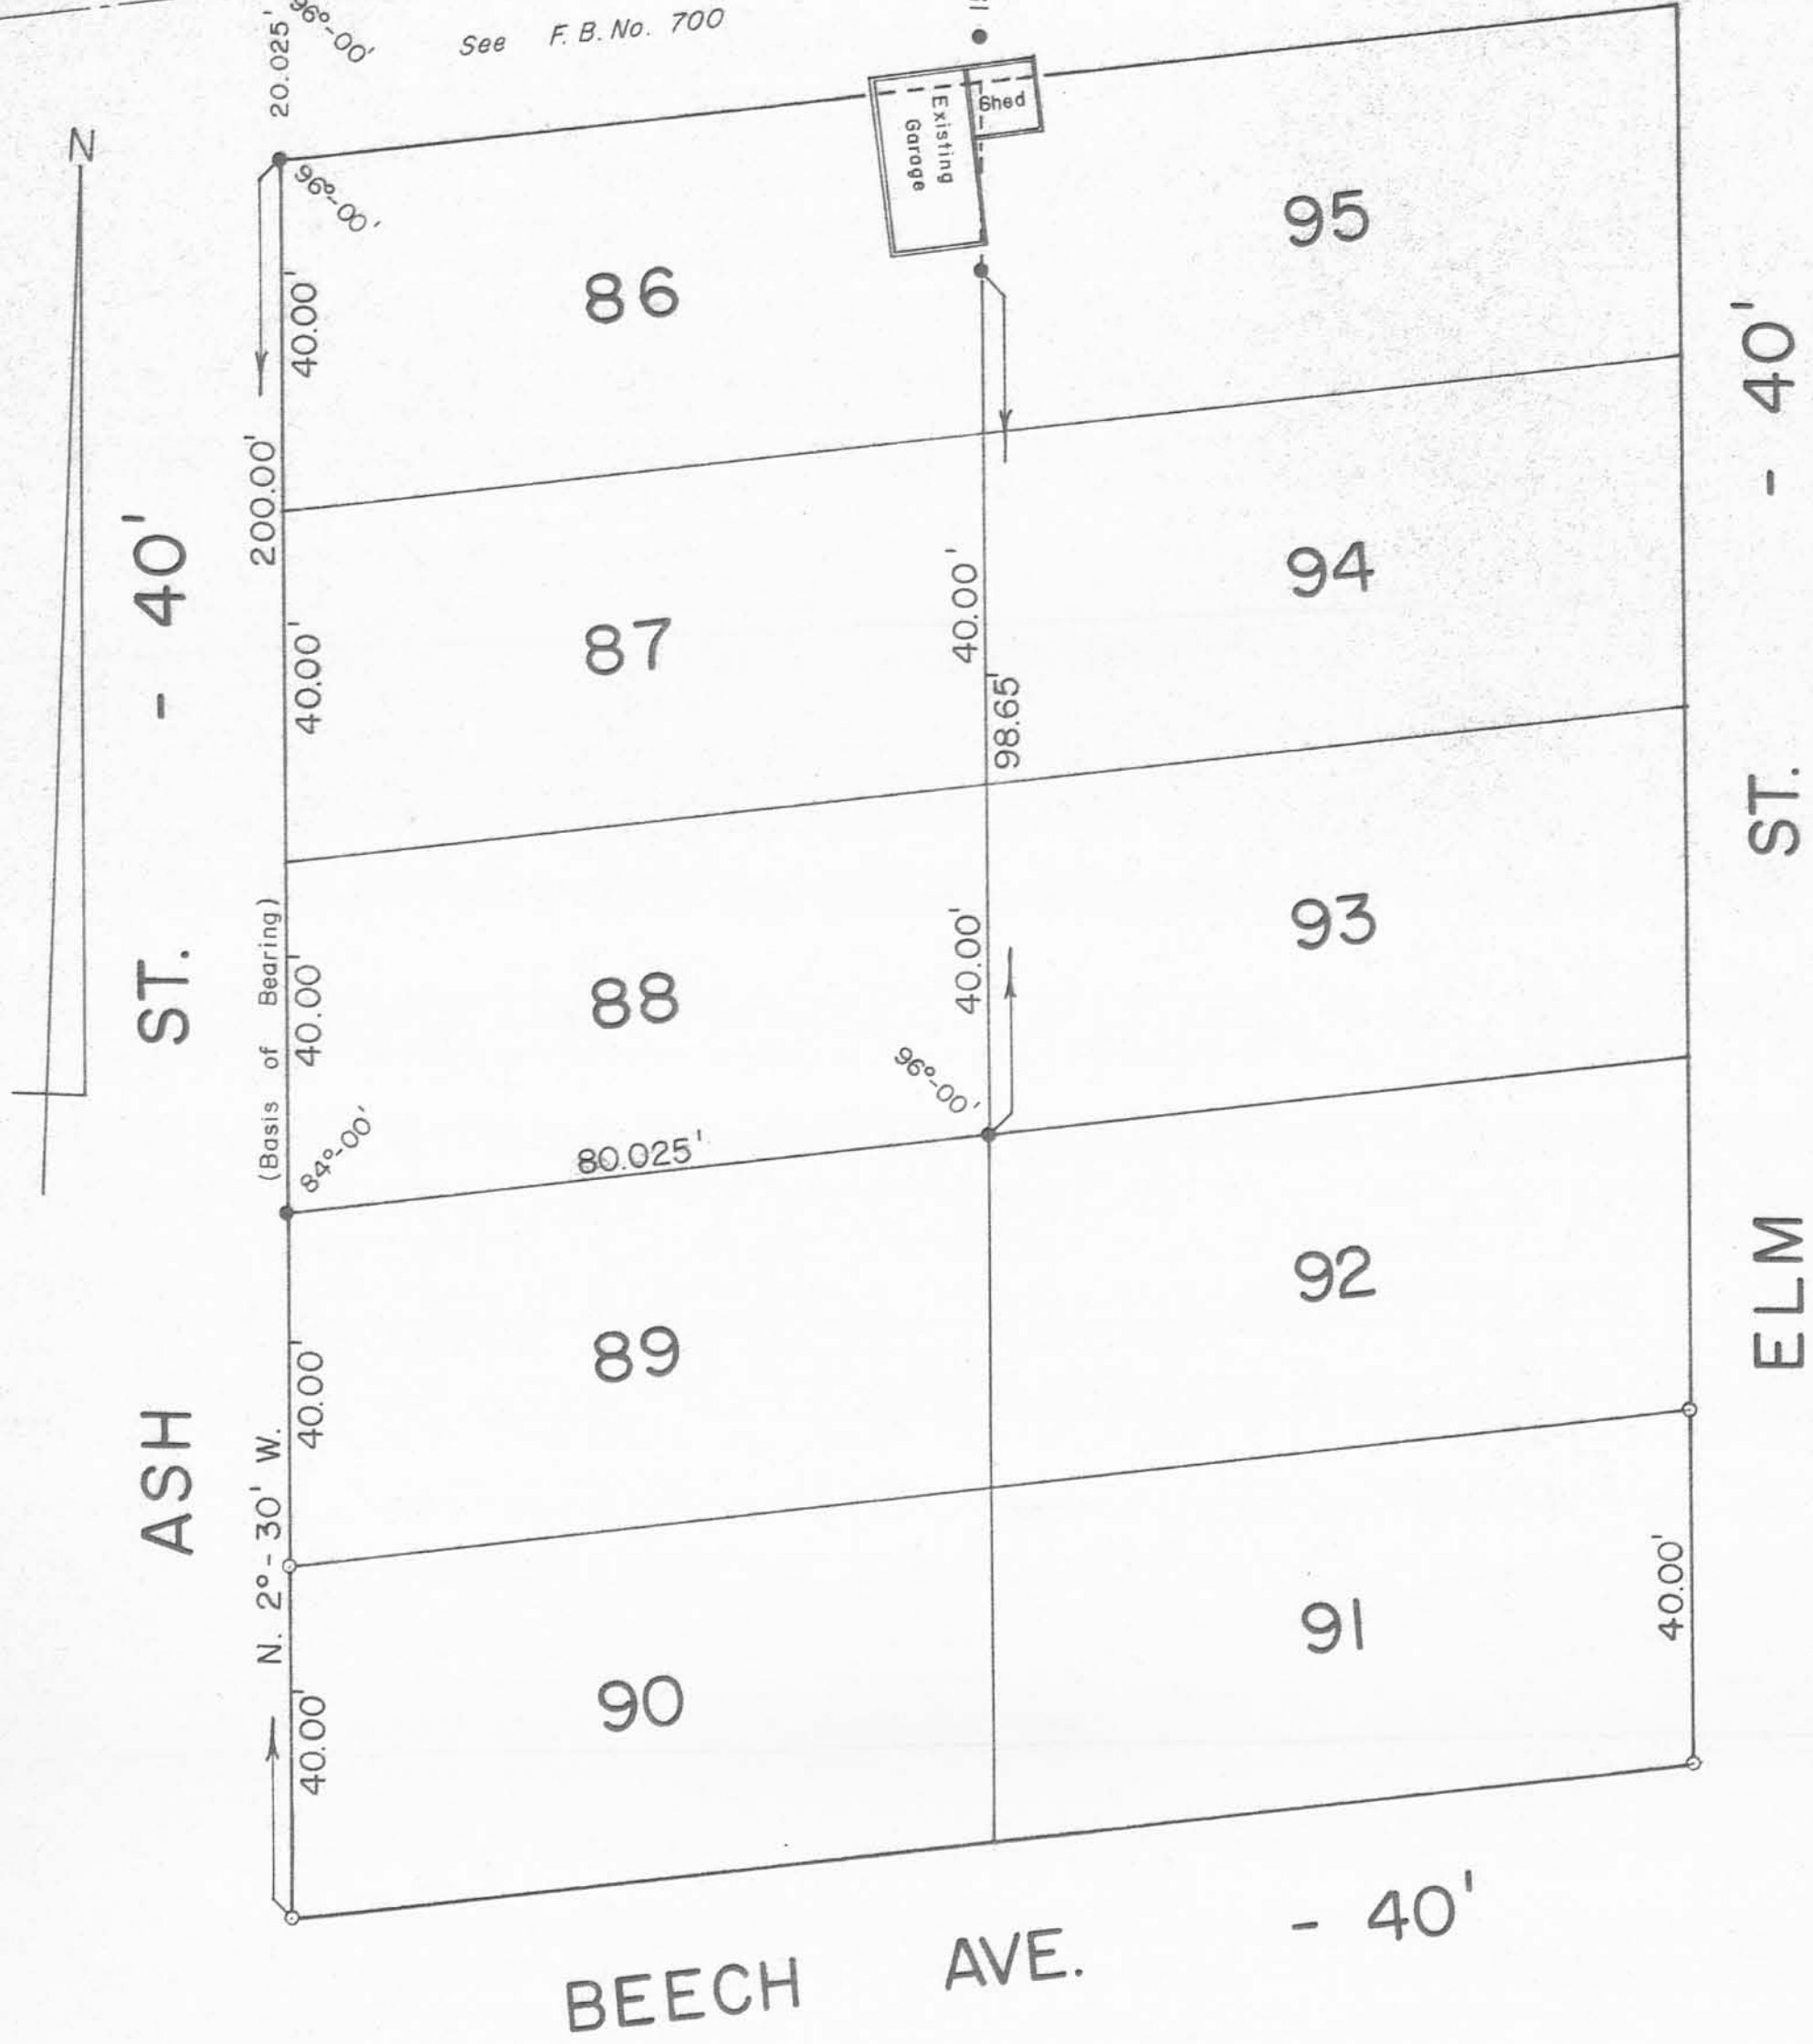 20.025'
96°-00'
See F. B. No. 700
N
96°-00'
Existing
Garage
Shed
86
95
40.00'
200.00'
87
94
40.00'
40.00'
98.65'
88
93
40.00'
40.00'
(Basis of Bearing)
96°-00'
84°-00'
80.025'
89
92
40.00'
N. 2°-30' W.
90
91
40.00'
40.00'
ASH ST. - 40'
ELM ST. - 40'
BEECH AVE. - 40'